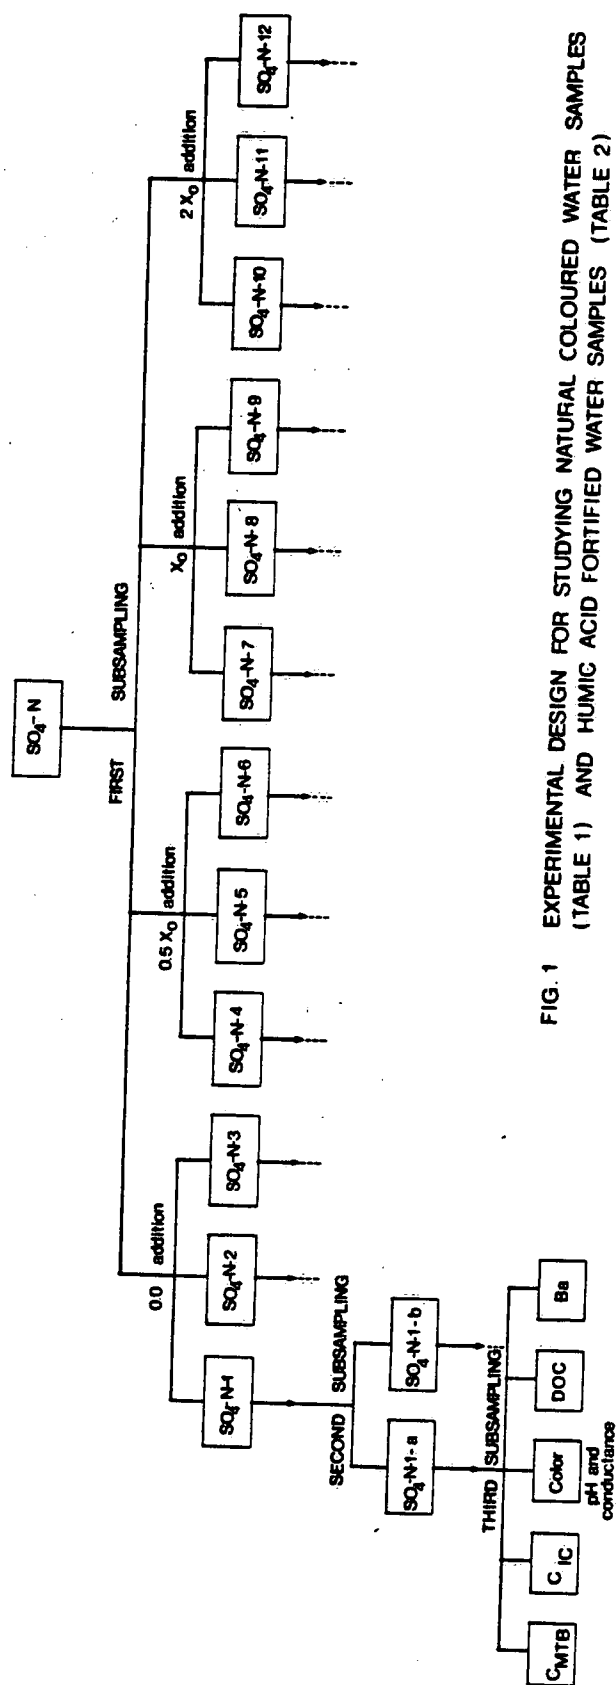 SO₄-N
FIRST SUBSAMPLING
0.0 addition
0.5 X₀ addition
X₀ addition
2 X₀ addition
SO₄-N-1
SO₄-N-2
SO₄-N-3
SO₄-N-4
SO₄-N-5
SO₄-N-6
SO₄-N-7
SO₄-N-8
SO₄-N-9
SO₄-N-10
SO₄-N-11
SO₄-N-12
SECOND SUBSAMPLING
SO₄-N-1-a
SO₄-N-1-b
THIRD SUBSAMPLING
C MTB
C IC
Color
DOC
Ba
pH and
conductance
FIG. 1 EXPERIMENTAL DESIGN FOR STUDYING NATURAL COLOURED WATER SAMPLES
(TABLE 1) AND HUMIC ACID FORTIFIED WATER SAMPLES (TABLE 2)